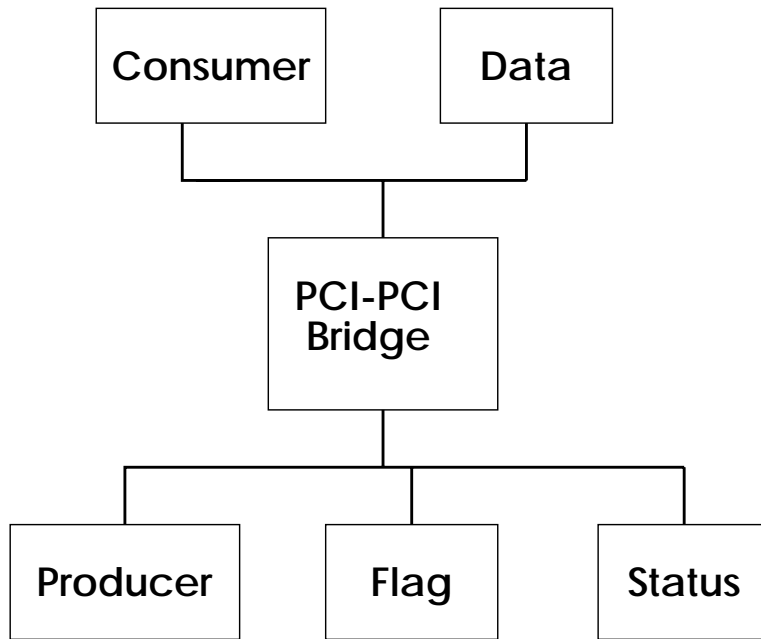 Consumer
Data
PCI-PCI
Bridge
Producer
Flag
Status